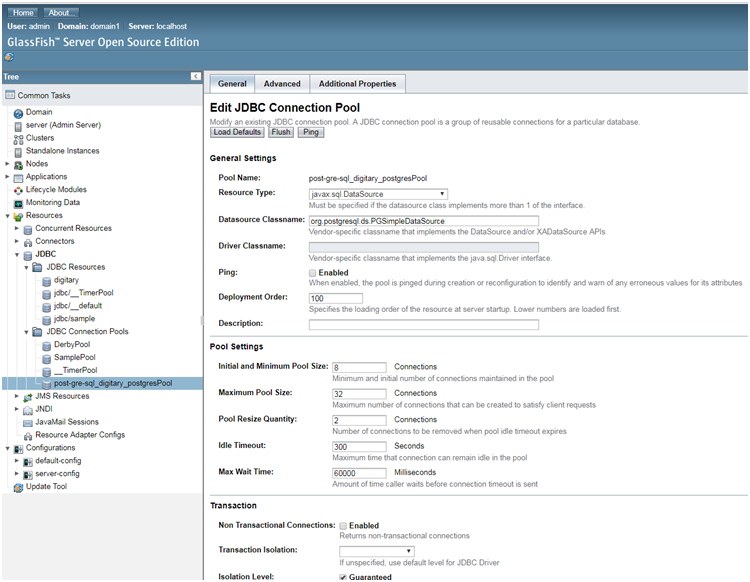 Home About...
User: admin Domain: domain1 Server: localhost
GlassFish™ Server Open Source Edition
Tree
Common Tasks
Domain
server (Admin Server)
Clusters
Standalone Instances
Nodes
Applications
Lifecycle Modules
Monitoring Data
Resources
Concurrent Resources
Connectors
JDBC
JDBC Resources
digitary
jdbc/__TimerPool
jdbc/__default
jdbc/sample
JDBC Connection Pools
DerbyPool
SamplePool
__TimerPool
post-gre-sql_digitary_postgresPool
JMS Resources
JNDI
JavaMail Sessions
Resource Adapter Configs
Configurations
default-config
server-config
Update Tool
General Advanced Additional Properties
Edit JDBC Connection Pool
Modify an existing JDBC connection pool. A JDBC connection pool is a group of reusable connections for a particular database.
Load Defaults Flush Ping
General Settings
Pool Name: post-gre-sql_digitary_postgresPool
Resource Type: javax.sql.DataSource
Must be specified if the datasource class implements more than 1 of the interface.
Datasource Classname: org.postgresql.ds.PGSimpleDataSource
Vendor-specific classname that implements the DataSource and/or XADataSource APIs
Driver Classname:
Vendor-specific classname that implements the java.sql.Driver interface.
Ping: Enabled
When enabled, the pool is pinged during creation or reconfiguration to identify and warn of any erroneous values for its attributes
Deployment Order: 100
Specifies the loading order of the resource at server startup. Lower numbers are loaded first.
Description:
Pool Settings
Initial and Minimum Pool Size: 8 Connections
Minimum and initial number of connections maintained in the pool
Maximum Pool Size: 32 Connections
Maximum number of connections that can be created to satisfy client requests
Pool Resize Quantity: 2 Connections
Number of connections to be removed when pool idle timeout expires
Idle Timeout: 300 Seconds
Maximum time that connection can remain idle in the pool
Max Wait Time: 60000 Milliseconds
Amount of time caller waits before connection timeout is sent
Transaction
Non Transactional Connections: Enabled
Returns non-transactional connections
Transaction Isolation:
If unspecified, use default level for JDBC Driver
Isolation Level: Guaranteed